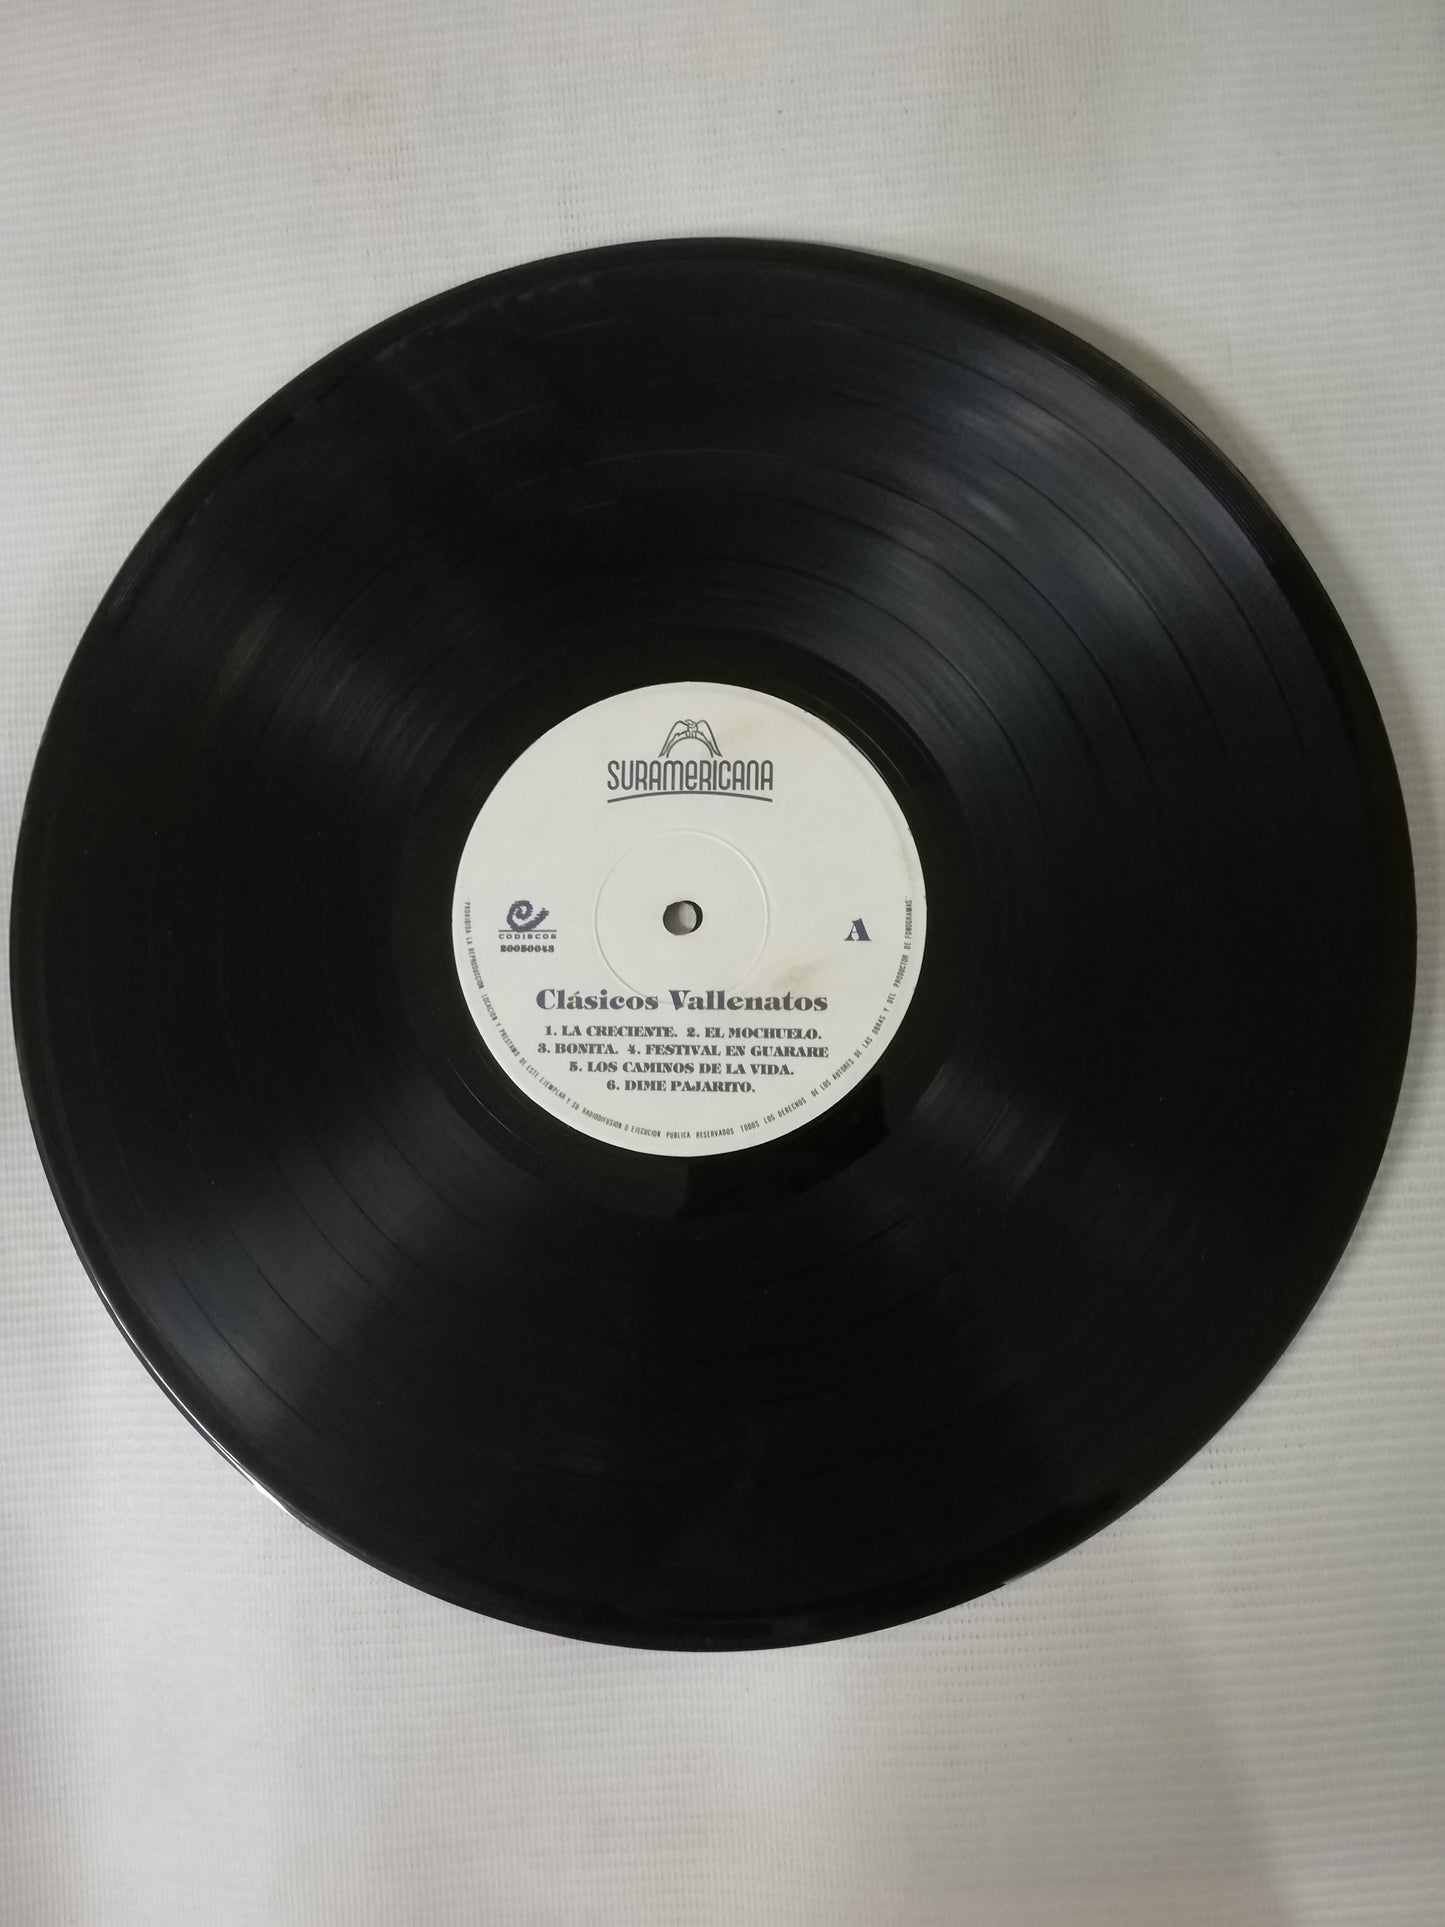 SURAMERICANA
CODISCOS
20050043
A
Clásicos Vallenatos
1. LA CRECIENTE. 2. EL MOCHUELO.
3. BONITA. 4. FESTIVAL EN GUARARE
5. LOS CAMINOS DE LA VIDA.
6. DIME PAJARITO.
"PROHIBIDA LA REPRODUCCION LOCACION Y PRESTAMO DE ESTE EJEMPLAR Y SU RADIODIFUSION O EJECUCION PUBLICA RESERVADOS TODOS LOS DERECHOS DE LOS AUTORES DE LAS OBRAS Y DEL PRODUCTOR DE FONOGRAMAS"